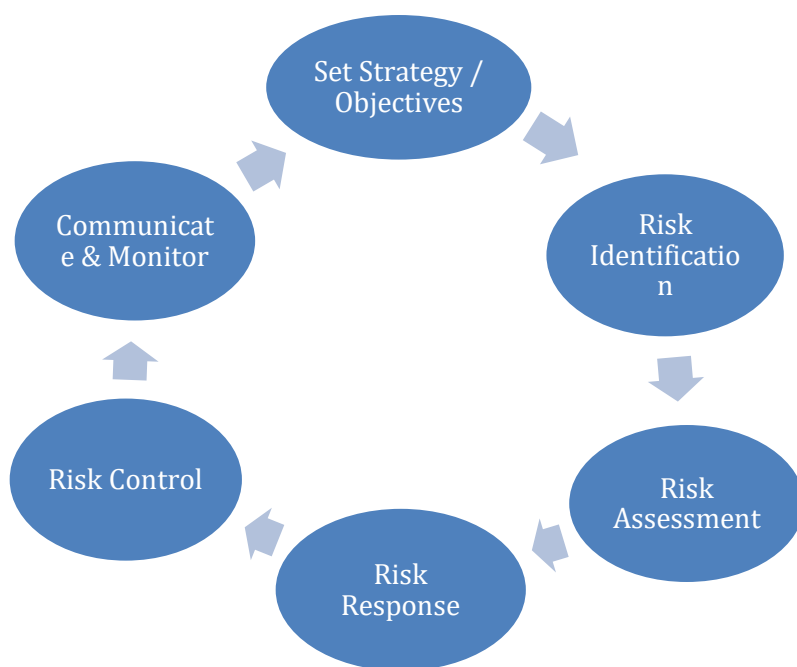 Set Strategy /
Objectives
Risk
Identificatio
n
Risk
Assessment
Risk
Response
Risk Control
Communicat
e & Monitor